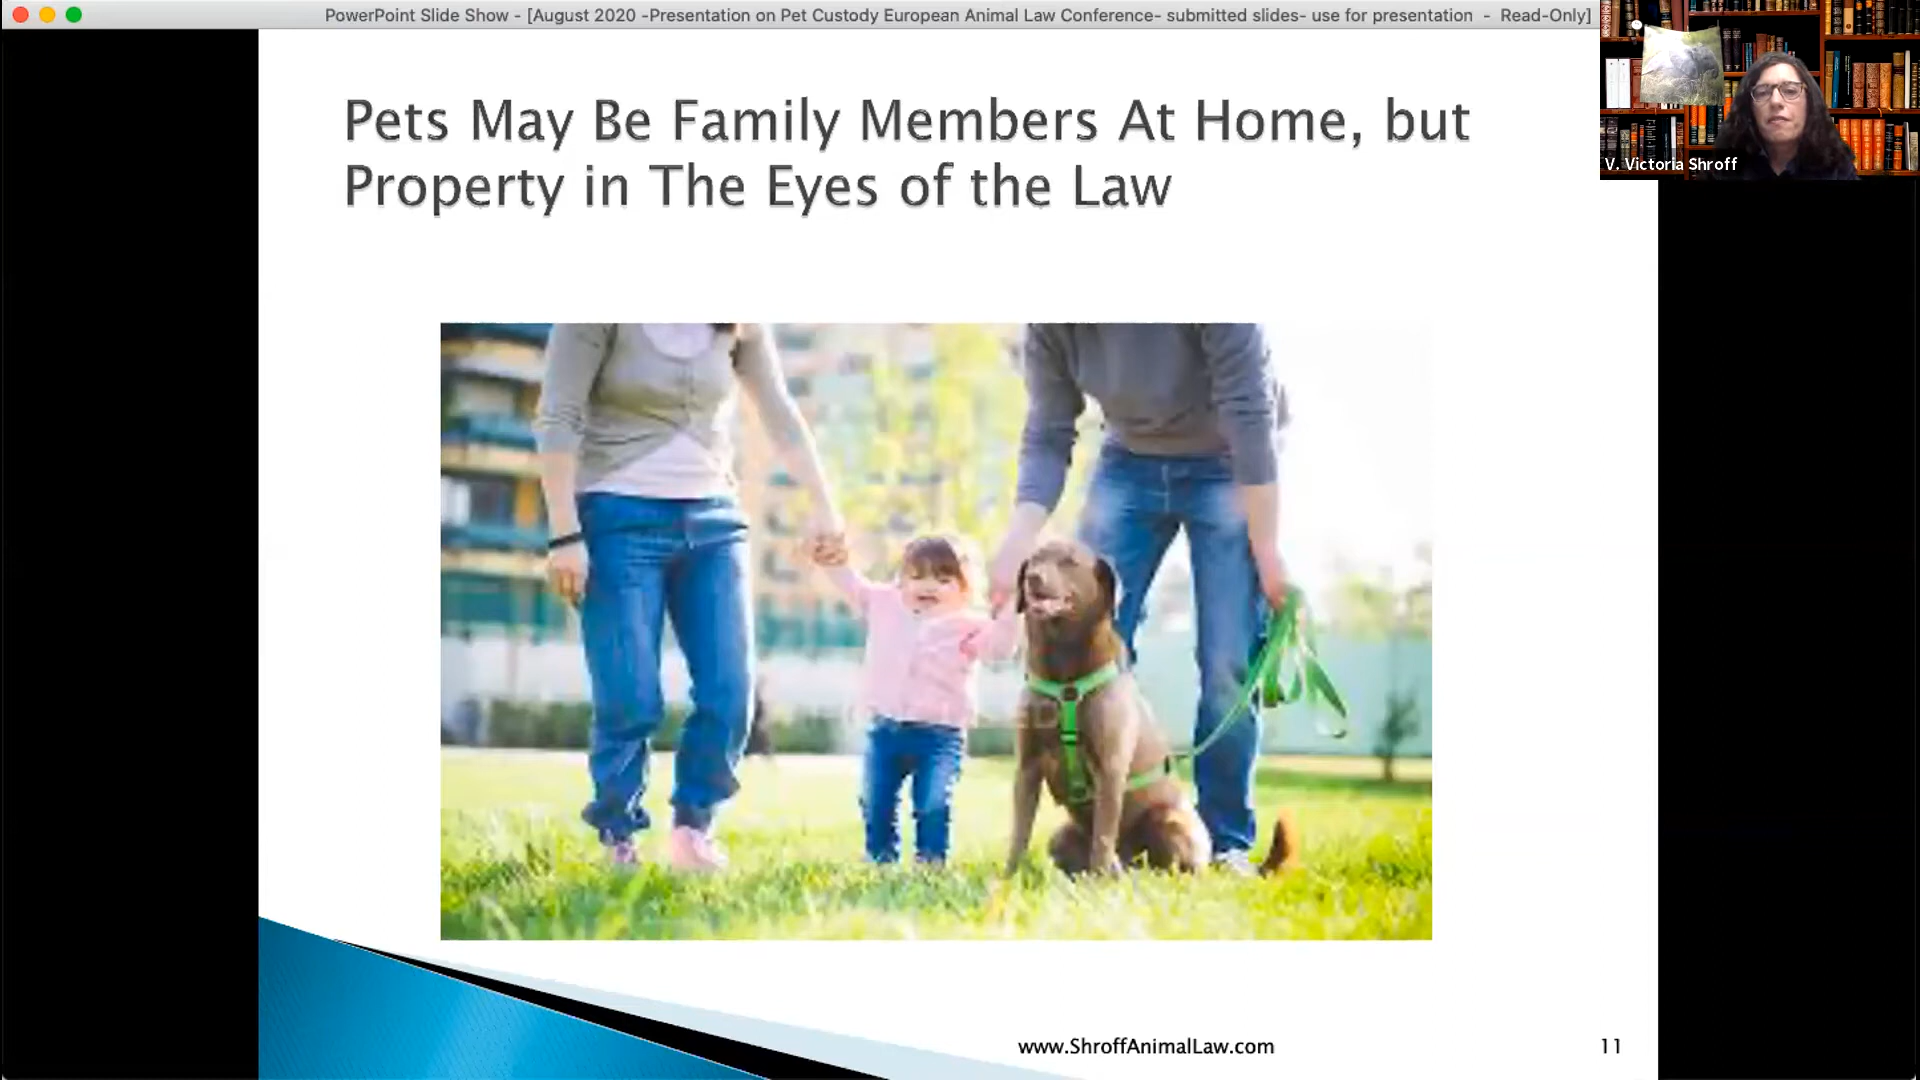 PowerPoint Slide Show - [August 2020 -Presentation on Pet Custody European Animal Law Conference- submitted slides- use for presentation - Read-Only]
V. Victoria Shroff
Pets May Be Family Members At Home, but
Property in The Eyes of the Law
www.ShroffAnimalLaw.com
11